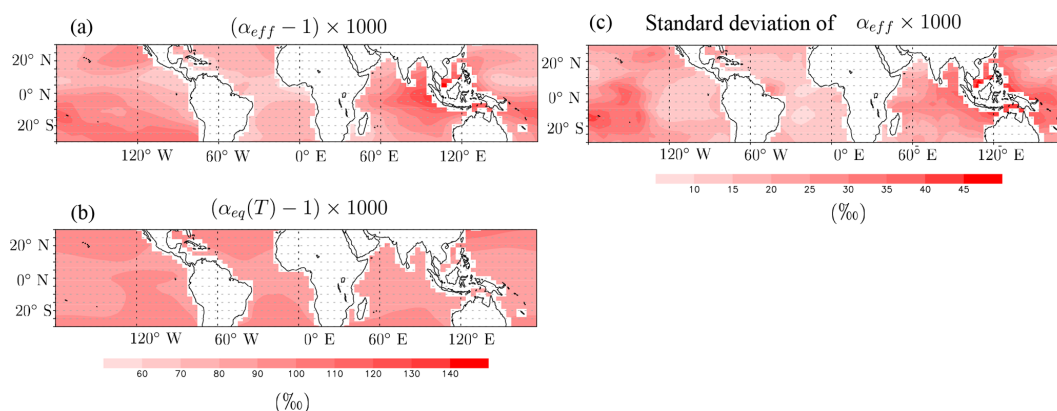 (a)
(α_eff − 1) × 1000
20° N
0° N
20° S
120° W
60° W
0° E
60° E
120° E
(b)
(α_eq(T) − 1) × 1000
20° N
0° N
20° S
120° W
60° W
0° E
60° E
120° E
60 70 80 90 100 110 120 130 140
(‰)
(c)
Standard deviation of α_eff × 1000
20° N
0° N
20° S
120° W
60° W
0° E
60° E
120° E
10 15 20 25 30 35 40 45
(‰)